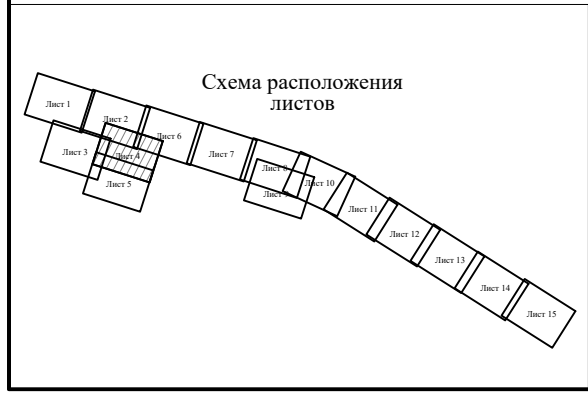 Схема расположения
листов
Лист 1
Лист 2
Лист 3
Лист 4
Лист 5
Лист 6
Лист 7
Лист 8
Лист
Лист 10
Лист 11
Лист 12
Лист 13
Лист 14
Лист 15